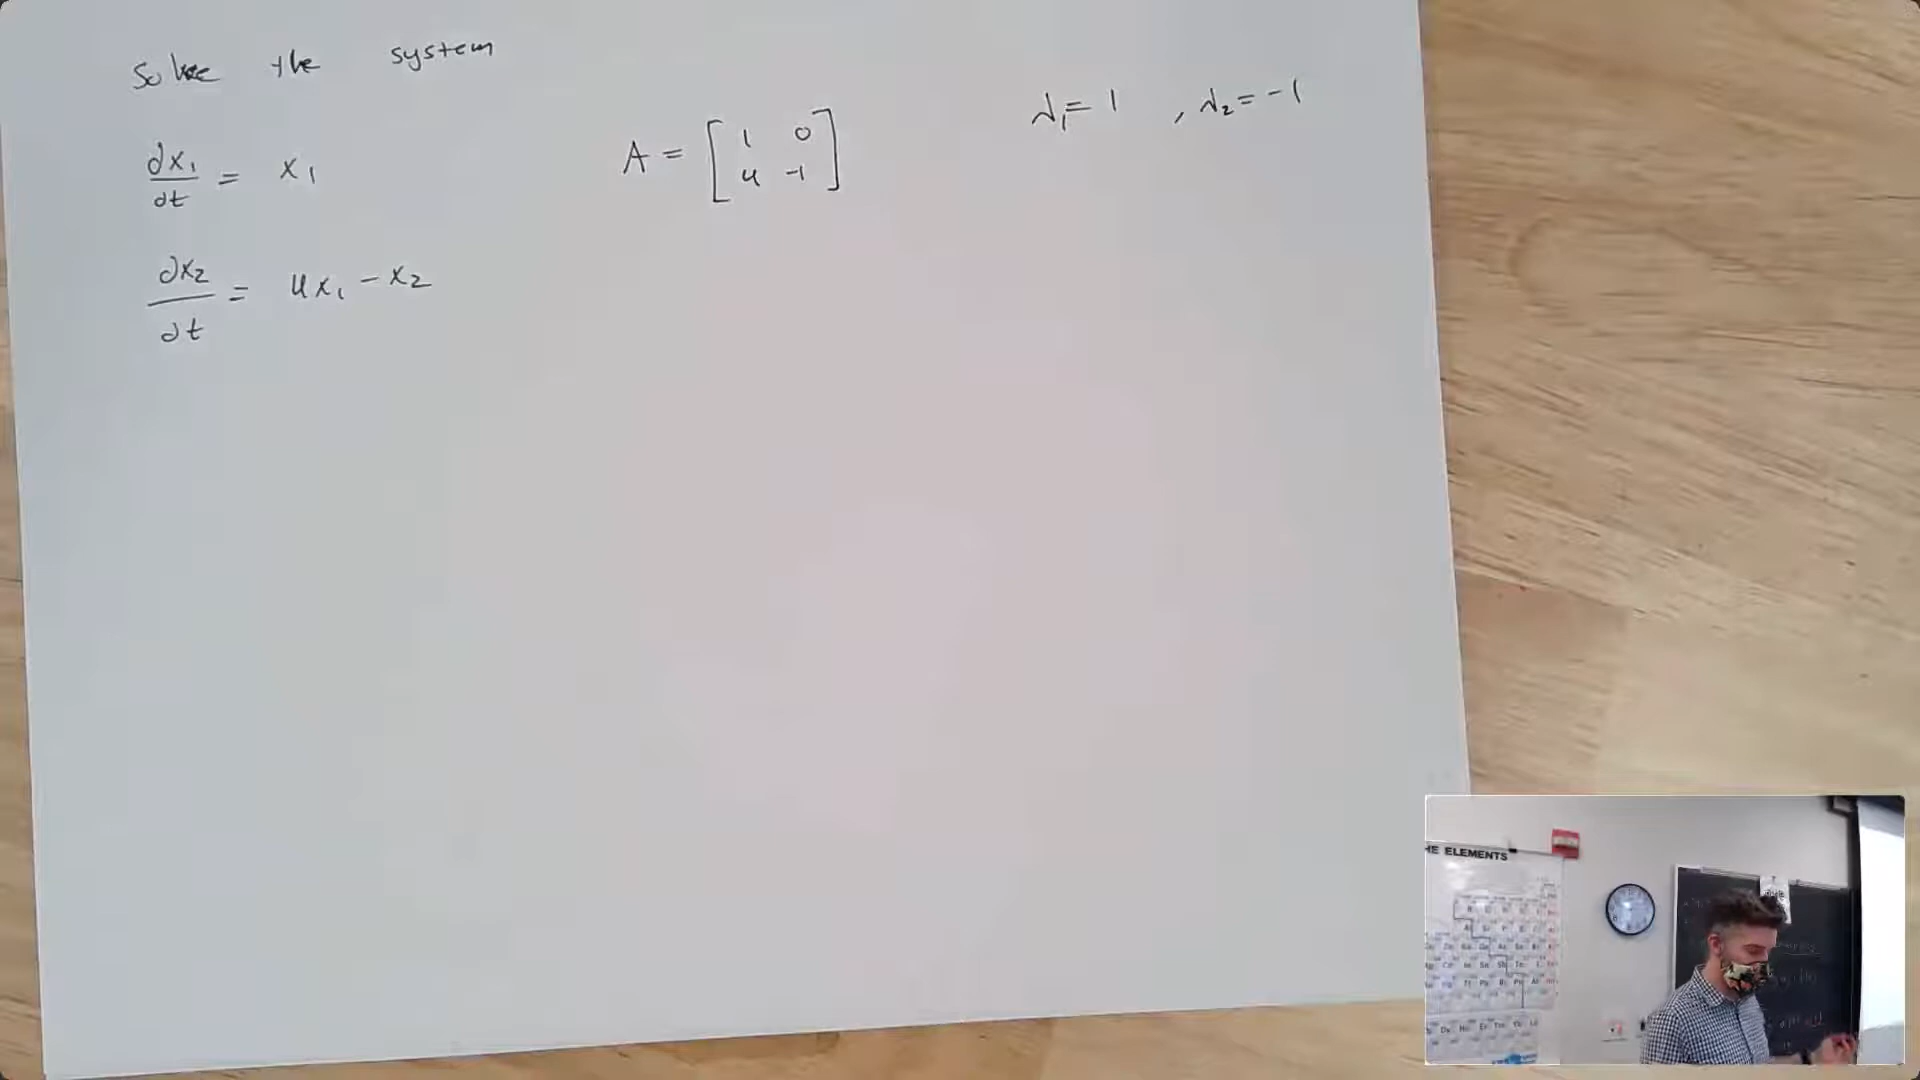 Solve the system
dx₁/dt = x₁
A = [1 0; 4 -1]
λ₁ = 1 , λ₂ = -1
dx₂/dt = 4x₁ - x₂
HE ELEMENTS